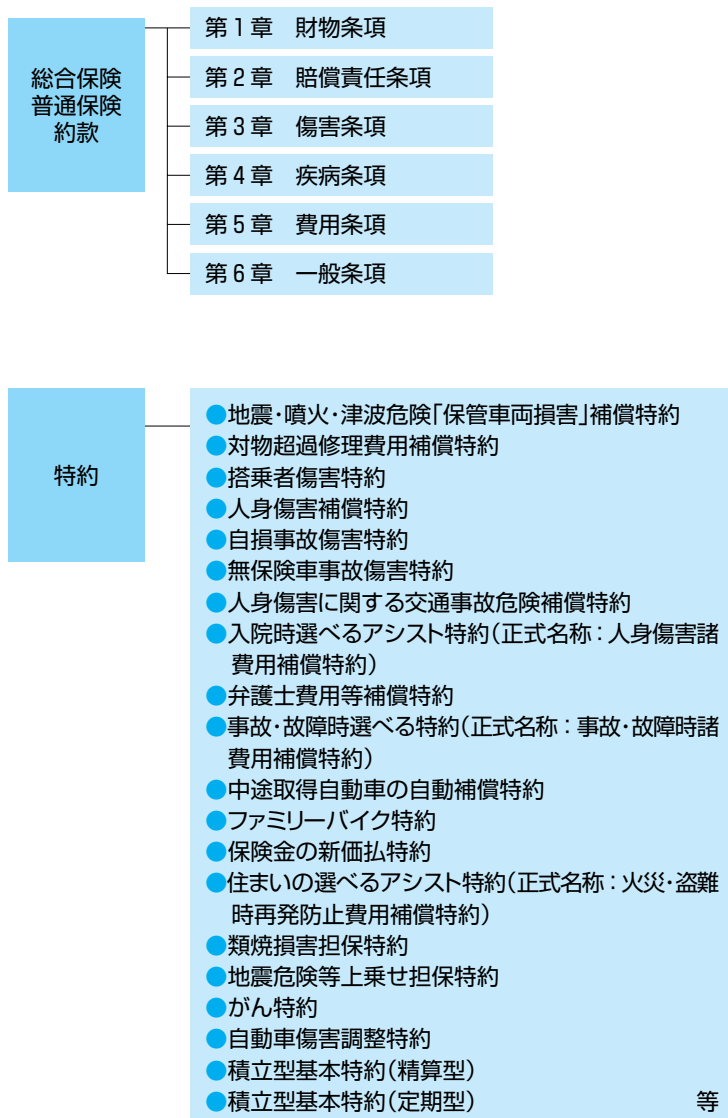 総合保険
普通保険
約款
第1章　財物条項
第2章　賠償責任条項
第3章　傷害条項
第4章　疾病条項
第5章　費用条項
第6章　一般条項
特約
●地震・噴火・津波危険「保管車両損害」補償特約
●対物超過修理費用補償特約
●搭乗者傷害特約
●人身傷害補償特約
●自損事故傷害特約
●無保険車事故傷害特約
●人身傷害に関する交通事故危険補償特約
●入院時選べるアシスト特約(正式名称：人身傷害諸
費用補償特約)
●弁護士費用等補償特約
●事故・故障時選べる特約(正式名称：事故・故障時諸
費用補償特約)
●中途取得自動車の自動補償特約
●ファミリーバイク特約
●保険金の新価払特約
●住まいの選べるアシスト特約(正式名称：火災・盗難
時再発防止費用補償特約)
●類焼損害担保特約
●地震危険等上乗せ担保特約
●がん特約
●自動車傷害調整特約
●積立型基本特約(精算型)
●積立型基本特約(定期型)　等